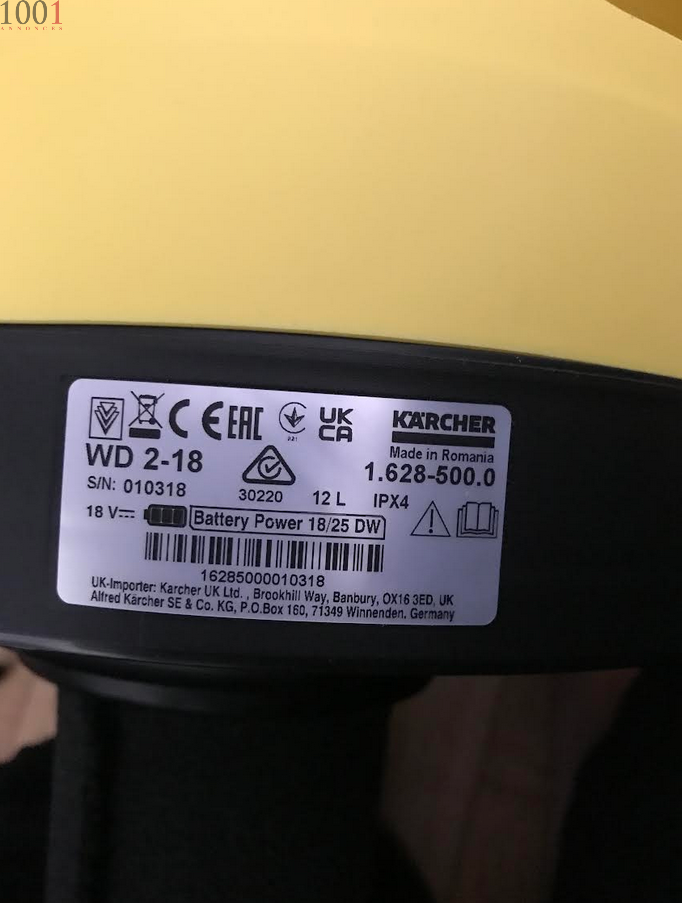 1001
ANNONCES
CE EAC UK
CA
KÄRCHER
Made in Romania
WD 2-18
1.628-500.0
S/N: 010318
30220
12 L
IPX4
18 V
Battery Power 18/25 DW
16285000010318
UK-Importer: Karcher UK Ltd. , Brookhill Way, Banbury, OX16 3ED, UK
Alfred Kärcher SE & Co. KG, P.O.Box 160, 71349 Winnenden, Germany